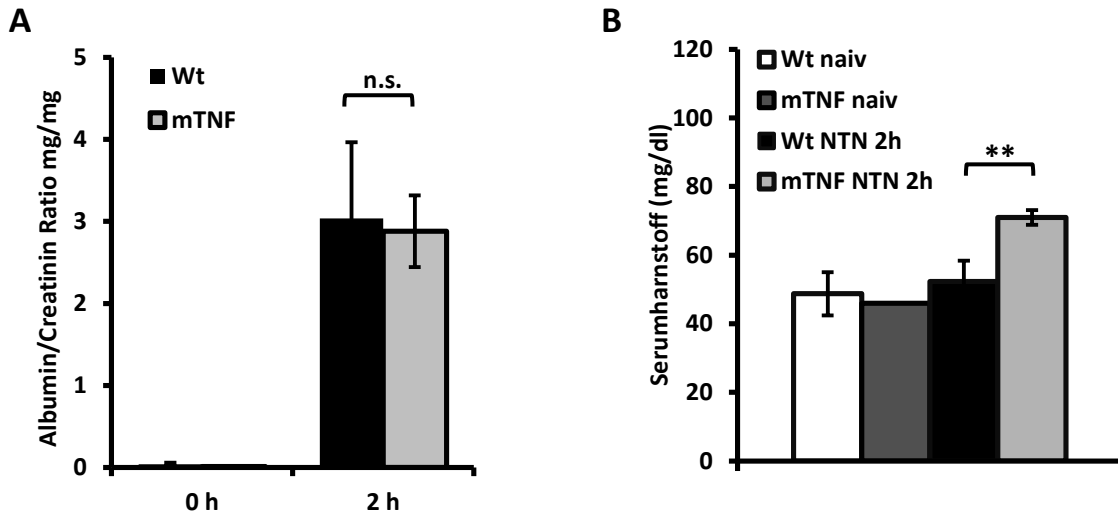 A
Albumin/Creatinin Ratio mg/mg
5
4
3
2
1
0
Wt
mTNF
n.s.
0 h
2 h
B
Serumharnstoff (mg/dl)
120
100
80
60
40
20
0
Wt naiv
mTNF naiv
Wt NTN 2h
mTNF NTN 2h
**